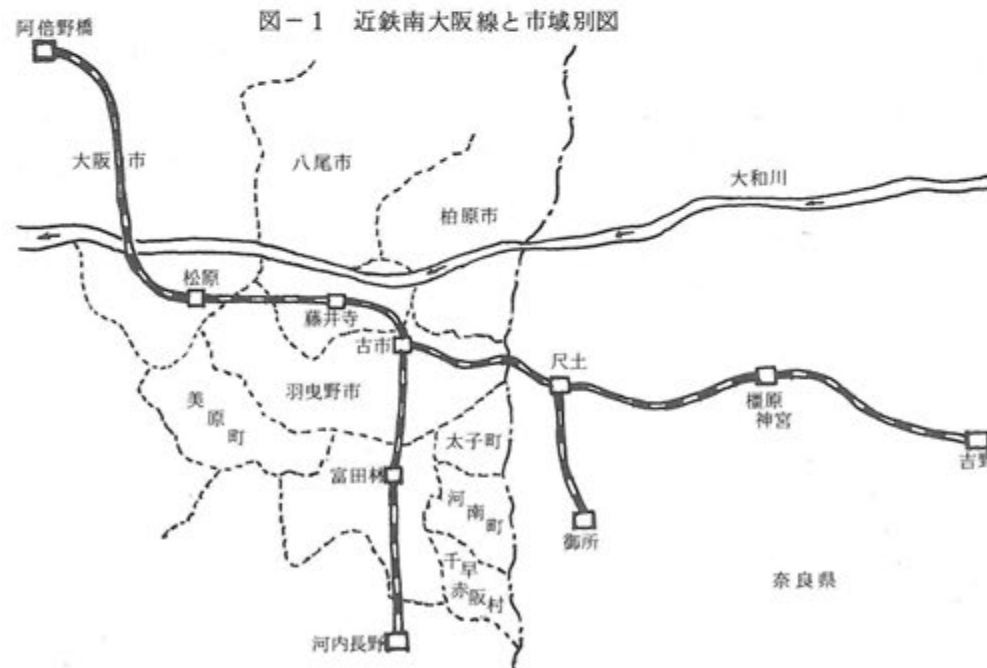 図－1　近鉄南大阪線と市域別図
阿倍野橋
大阪市
八尾市
大和川
柏原市
松原
藤井寺
古市
尺土
羽曳野市
美原町
橿原
神宮
太子町
吉野
富田林
河南町
御所
千早
赤阪村
奈良県
河内長野